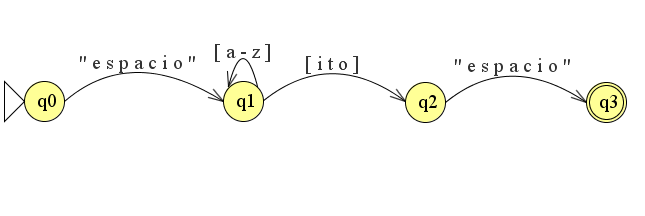 "espacio"
[a-z]
[ito]
"espacio"
q0
q1
q2
q3